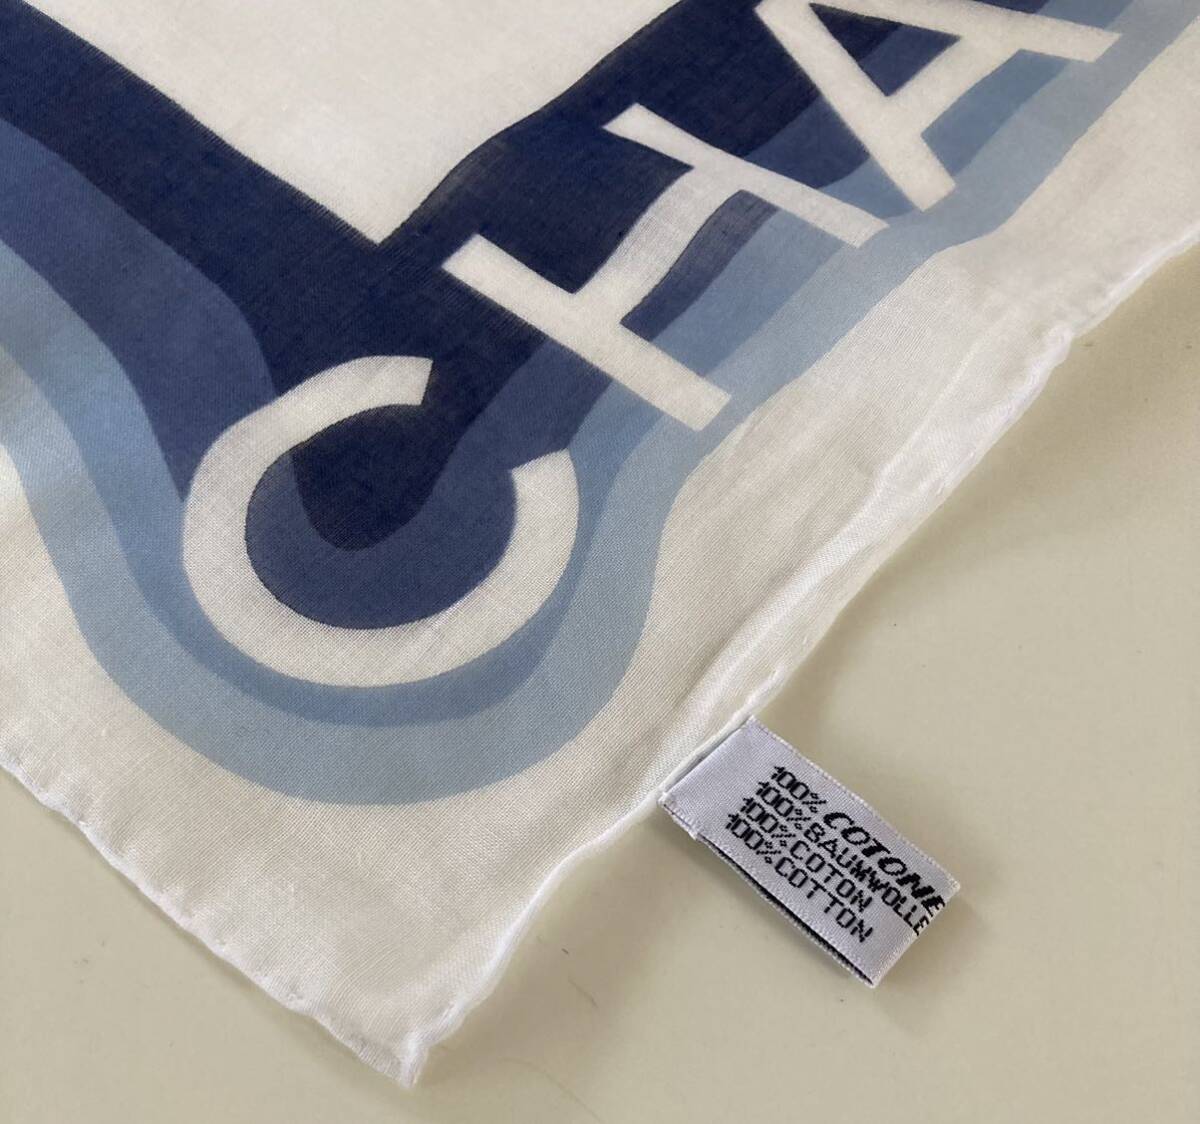 CHA
100% COTONE
100% BAUMWOLLE
100% COTON
100% COTTON